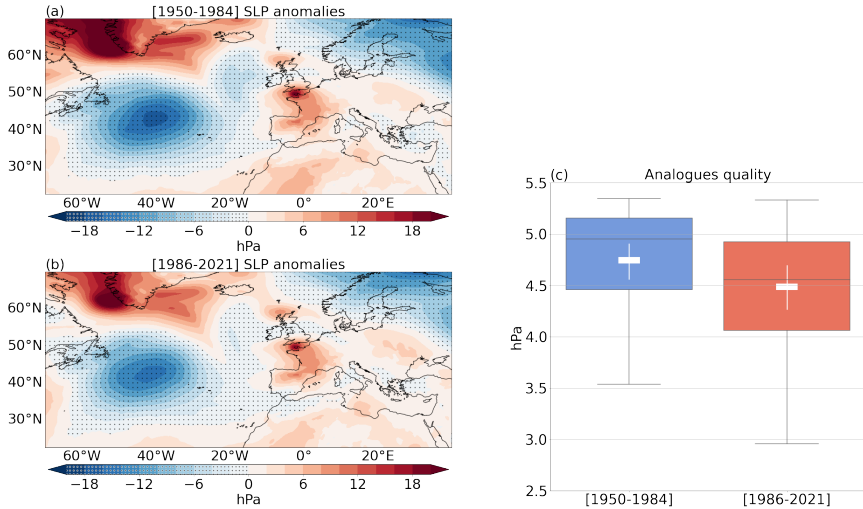 (a) [1950-1984] SLP anomalies
60°N
50°N
40°N
30°N
60°W 40°W 20°W 0° 20°E
−18 −12 −6 0 6 12 18
hPa
(b) [1986-2021] SLP anomalies
60°N
50°N
40°N
30°N
60°W 40°W 20°W 0° 20°E
−18 −12 −6 0 6 12 18
hPa
(c) Analogues quality
5.5
5.0
4.5
4.0
3.5
3.0
2.5
hPa
[1950-1984] [1986-2021]